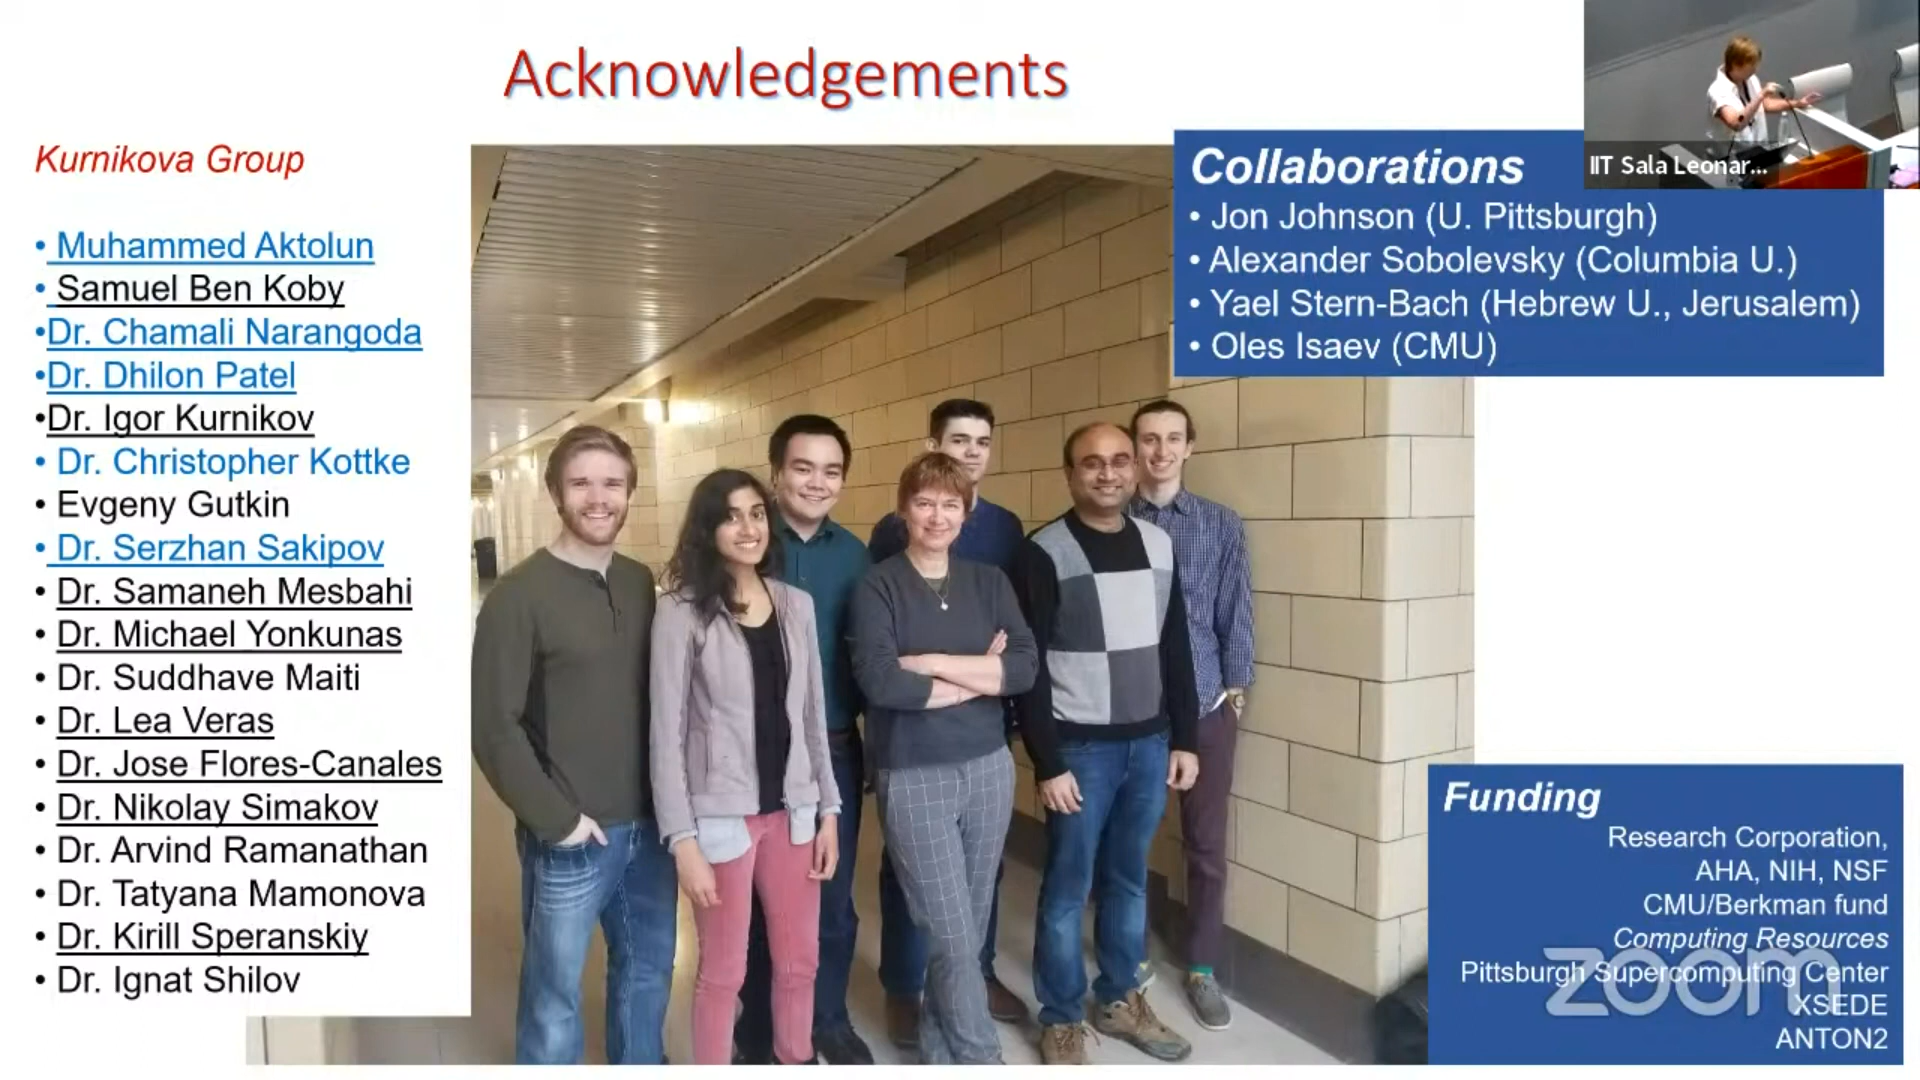 Acknowledgements
Kurnikova Group
• Muhammed Aktolun
• Samuel Ben Koby
•Dr. Chamali Narangoda
•Dr. Dhilon Patel
•Dr. Igor Kurnikov
• Dr. Christopher Kottke
• Evgeny Gutkin
• Dr. Serzhan Sakipov
• Dr. Samaneh Mesbahi
• Dr. Michael Yonkunas
• Dr. Suddhave Maiti
• Dr. Lea Veras
• Dr. Jose Flores-Canales
• Dr. Nikolay Simakov
• Dr. Arvind Ramanathan
• Dr. Tatyana Mamonova
• Dr. Kirill Speranskiy
• Dr. Ignat Shilov
Collaborations
• Jon Johnson (U. Pittsburgh)
• Alexander Sobolevsky (Columbia U.)
• Yael Stern-Bach (Hebrew U., Jerusalem)
• Oles Isaev (CMU)
IIT Sala Leonar...
Funding
Research Corporation,
AHA, NIH, NSF
CMU/Berkman fund
Computing Resources
Pittsburgh Supercomputing Center
XSEDE
ANTON2
zoom